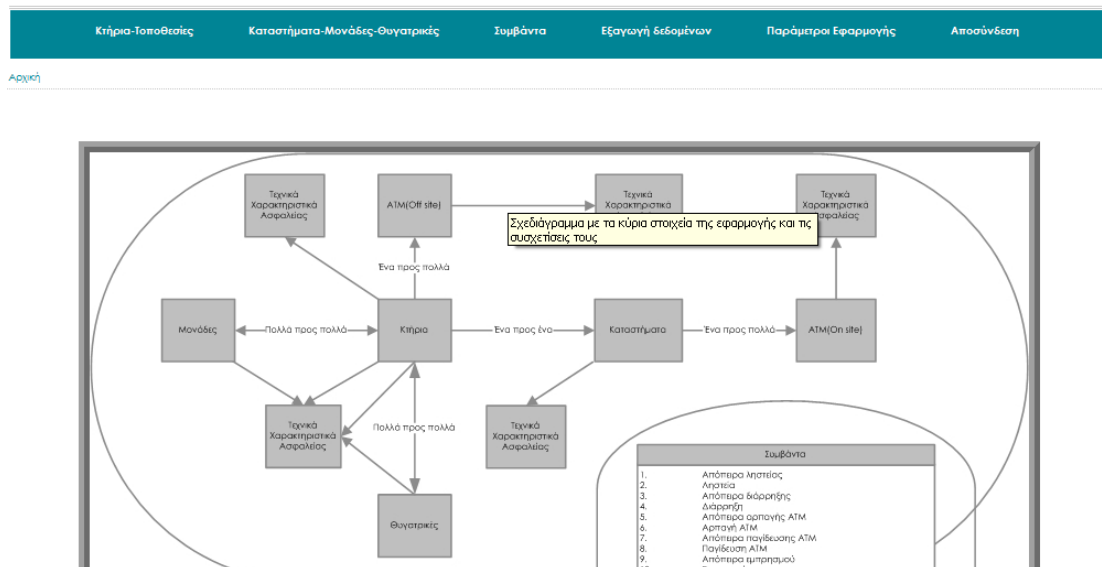 Κτήρια-Τοποθεσίες Καταστήματα-Μονάδες-Θυγατρικές Συμβάντα Εξαγωγή δεδομένων Παράμετροι Εφαρμογής Αποσύνδεση
Αρχική
Τεχνικά
Χαρακτηριστικά
Ασφαλείας
ATM(Off site)
Τεχνικά
Χαρακτηριστικά
Τεχνικά
Χαρακτηριστικά
Ασφαλείας
Σχεδιάγραμμα με τα κύρια στοιχεία της εφαρμογής και τις
συσχετίσεις τους
Ένα προς πολλά
Μονάδες
Πολλά προς πολλά
Κτήρια
Ένα προς ένα
Καταστήματα
Ένα προς πολλά
ATM(On site)
Τεχνικά
Χαρακτηριστικά
Ασφαλείας
Πολλά προς πολλά
Τεχνικά
Χαρακτηριστικά
Ασφαλείας
Θυγατρικές
Συμβάντα
1. Απόπειρα ληστείας
2. Ληστεία
3. Απόπειρα διάρρηξης
4. Διάρρηξη
5. Απόπειρα αρπαγής ATM
6. Αρπαγή ATM
7. Απόπειρα παγίδευσης ATM
8. Παγίδευση ATM
9. Απόπειρα εμπρησμού